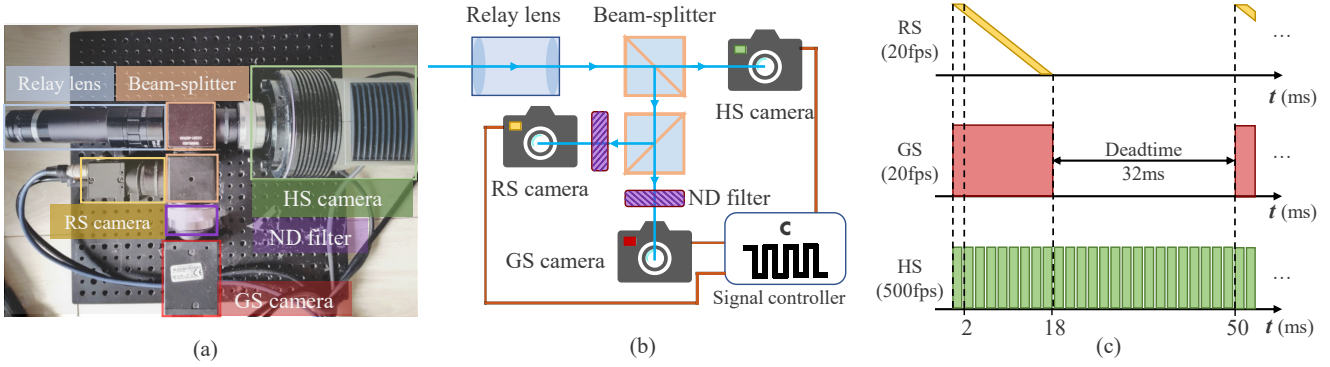 Relay lens
Beam-splitter
HS camera
RS camera
ND filter
GS camera
(a)
Relay lens
Beam-splitter
HS camera
RS camera
ND filter
GS camera
C
Signal controller
(b)
RS
(20fps)
...
t (ms)
GS
(20fps)
Deadtime
32ms
...
t (ms)
HS
(500fps)
...
2
18
50
t (ms)
(c)